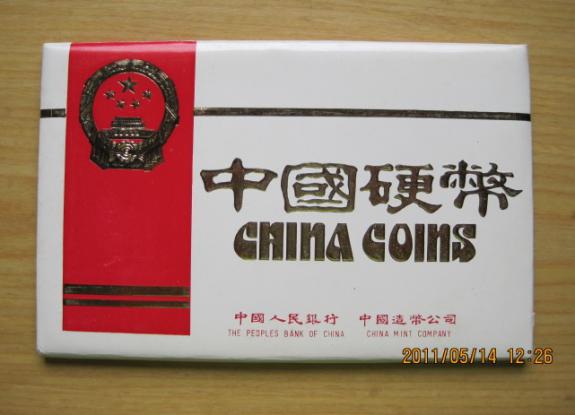 中國硬幣
CHINA COINS
中國人民銀行 中國造幣公司
THE PEOPLES BANK OF CHINA CHINA MINT COMPANY
2011/05/14 12:26